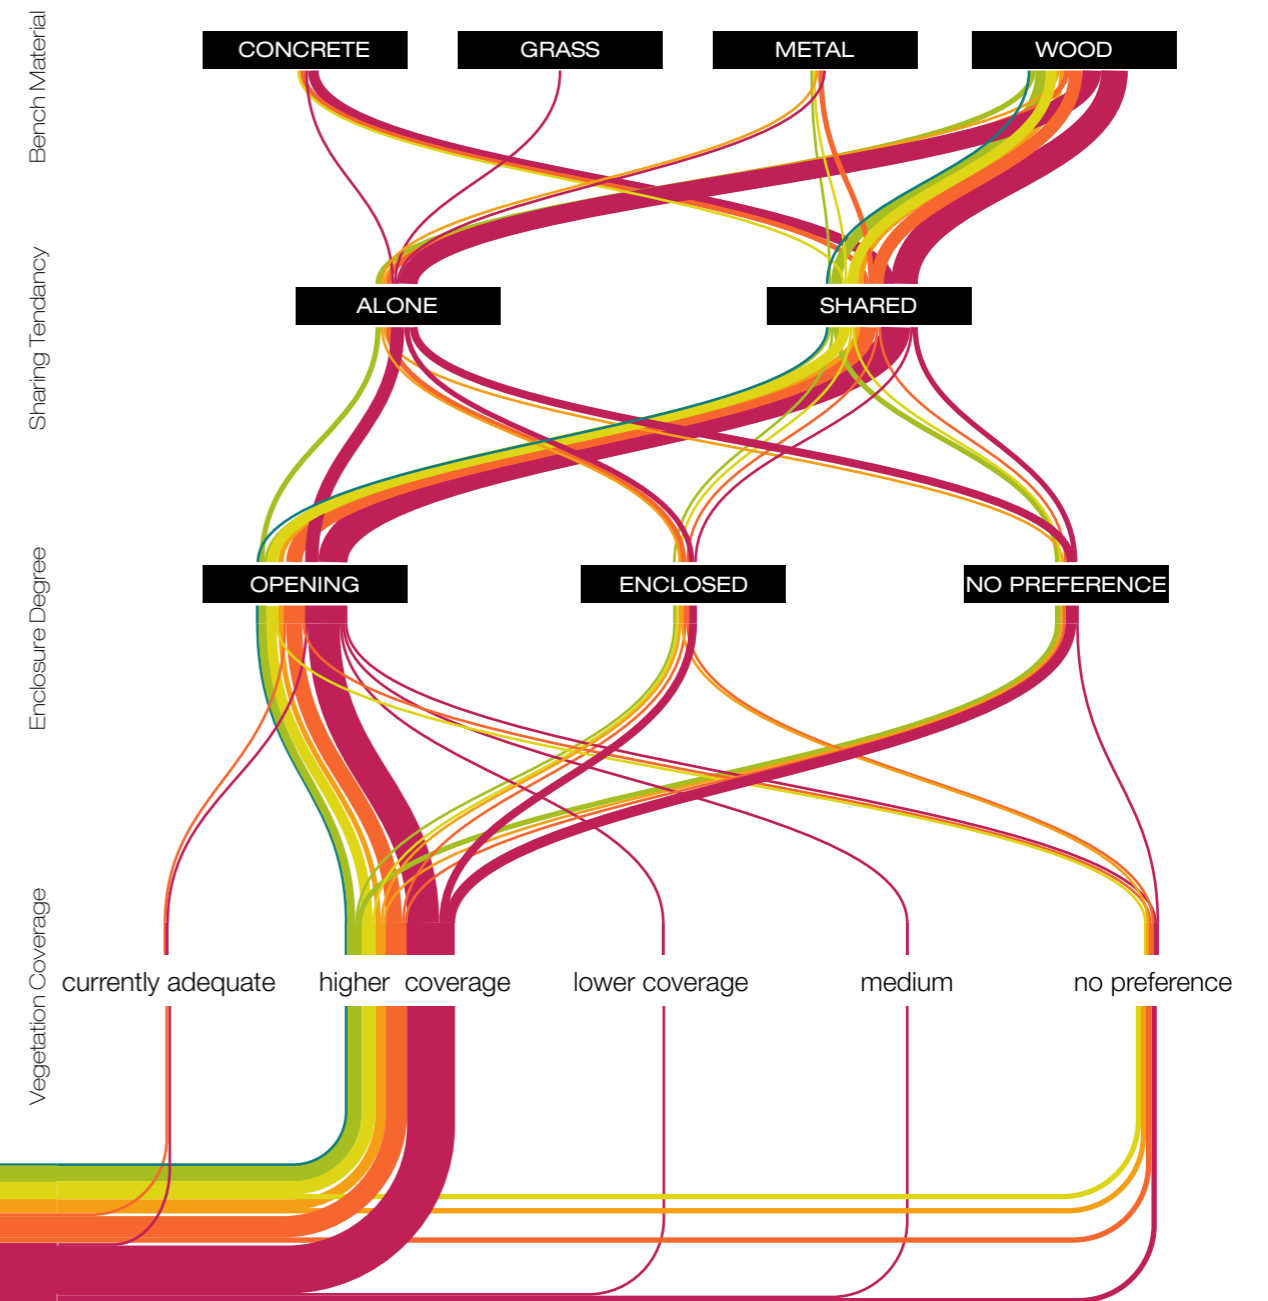 Bench Material
CONCRETE
GRASS
METAL
WOOD
Sharing Tendancy
ALONE
SHARED
Enclosure Degree
OPENING
ENCLOSED
NO PREFERENCE
Vegetation Coverage
currently adequate
higher coverage
lower coverage
medium
no preference